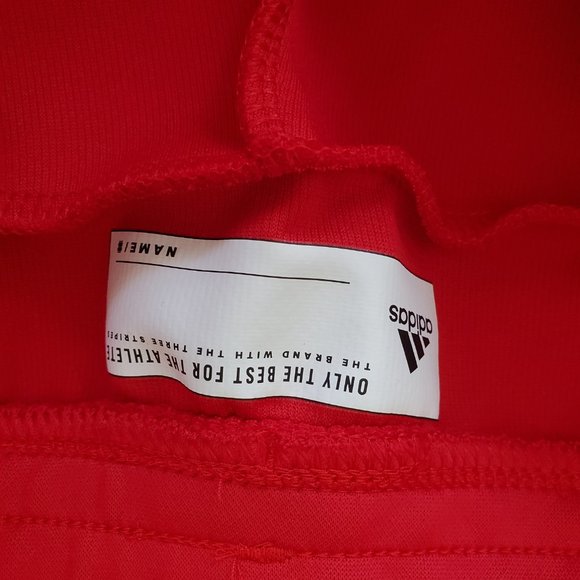 adidas
ONLY THE BEST FOR THE ATHLETE
THE BRAND WITH THE THREE STRIPES
NAME/#